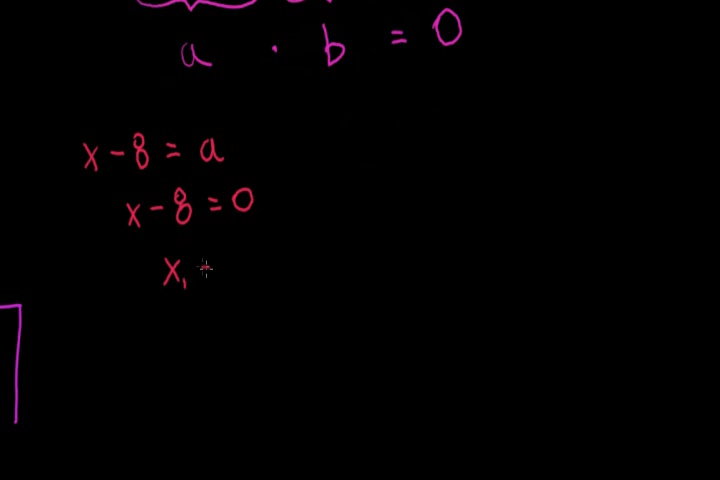 a · b = 0
x - 8 = a
x - 8 = 0
x₁